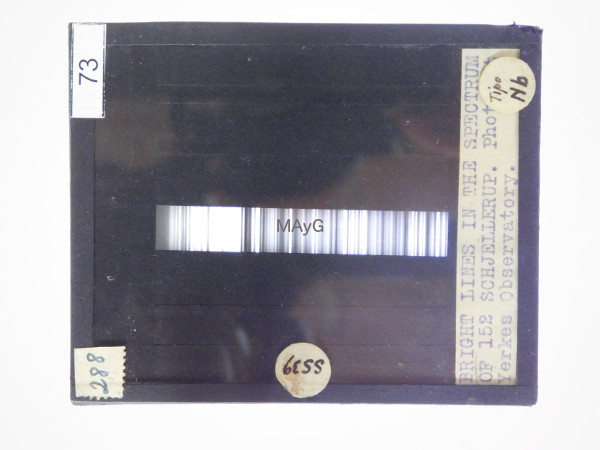 73
Tipo
Nb
BRIGHT LINES IN THE SPECTRUM
OF 152 SCHJELLERUP. Phot
Yerkes Observatory.
MAyG
288
5539